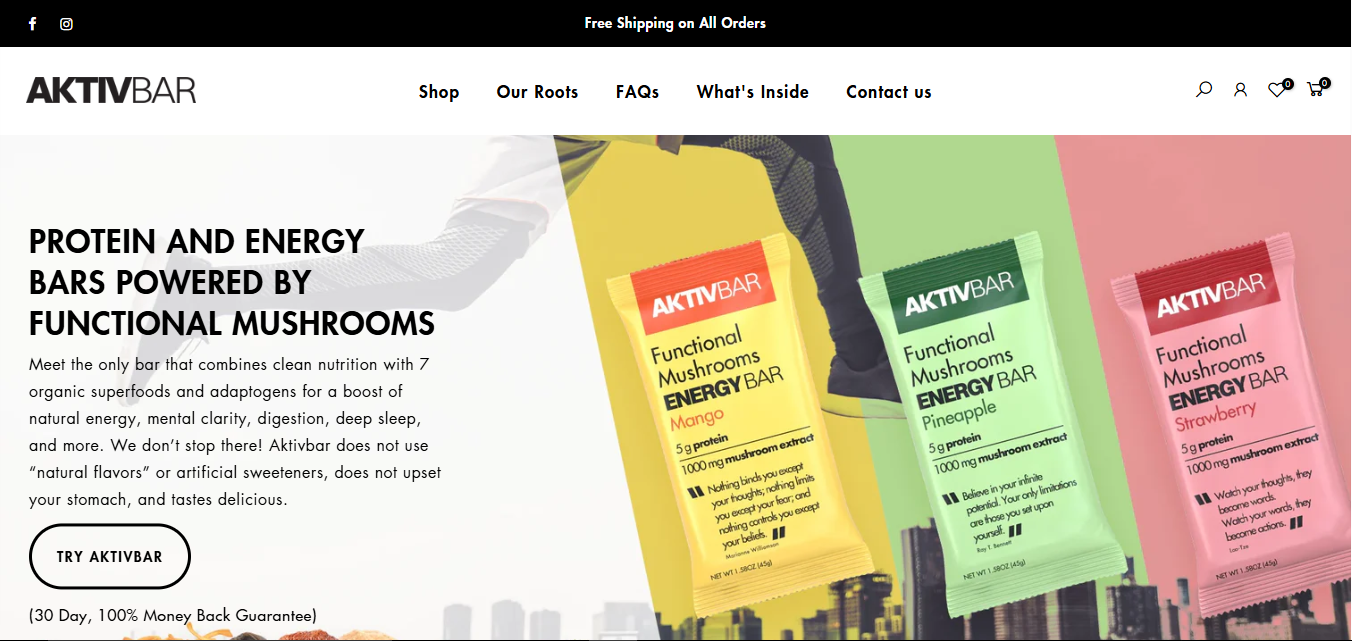 Free Shipping on All Orders
AKTIVBAR
Shop Our Roots FAQs What's Inside Contact us
0 0
PROTEIN AND ENERGY
BARS POWERED BY
FUNCTIONAL MUSHROOMS
Meet the only bar that combines clean nutrition with 7
organic superfoods and adaptogens for a boost of
natural energy, mental clarity, digestion, deep sleep,
and more. We don’t stop there! Aktivbar does not use
“natural flavors” or artificial sweeteners, does not upset
your stomach, and tastes delicious.
TRY AKTIVBAR
(30 Day, 100% Money Back Guarantee)
AKTIVBAR
Functional
Mushrooms
ENERGY BAR
Mango
5g protein
1000 mg mushroom extract
Nothing binds you except
your thoughts; nothing limits
you except your fear; and
nothing controls you except
your beliefs.
Marianne Williamson
NET WT 1.58OZ (45g)
AKTIVBAR
Functional
Mushrooms
ENERGY BAR
Pineapple
5g protein
1000 mg mushroom extract
Believe in your infinite
potential. Your only limitations
are those you set upon
yourself.
Roy T. Bennett
NET WT 1.58OZ (45g)
AKTIVBAR
Functional
Mushrooms
ENERGY BAR
Strawberry
5g protein
1000 mg mushroom extract
Watch your thoughts, they
become words.
Watch your words, they
become actions.
Lao-Tze
NET WT 1.58OZ (45g)